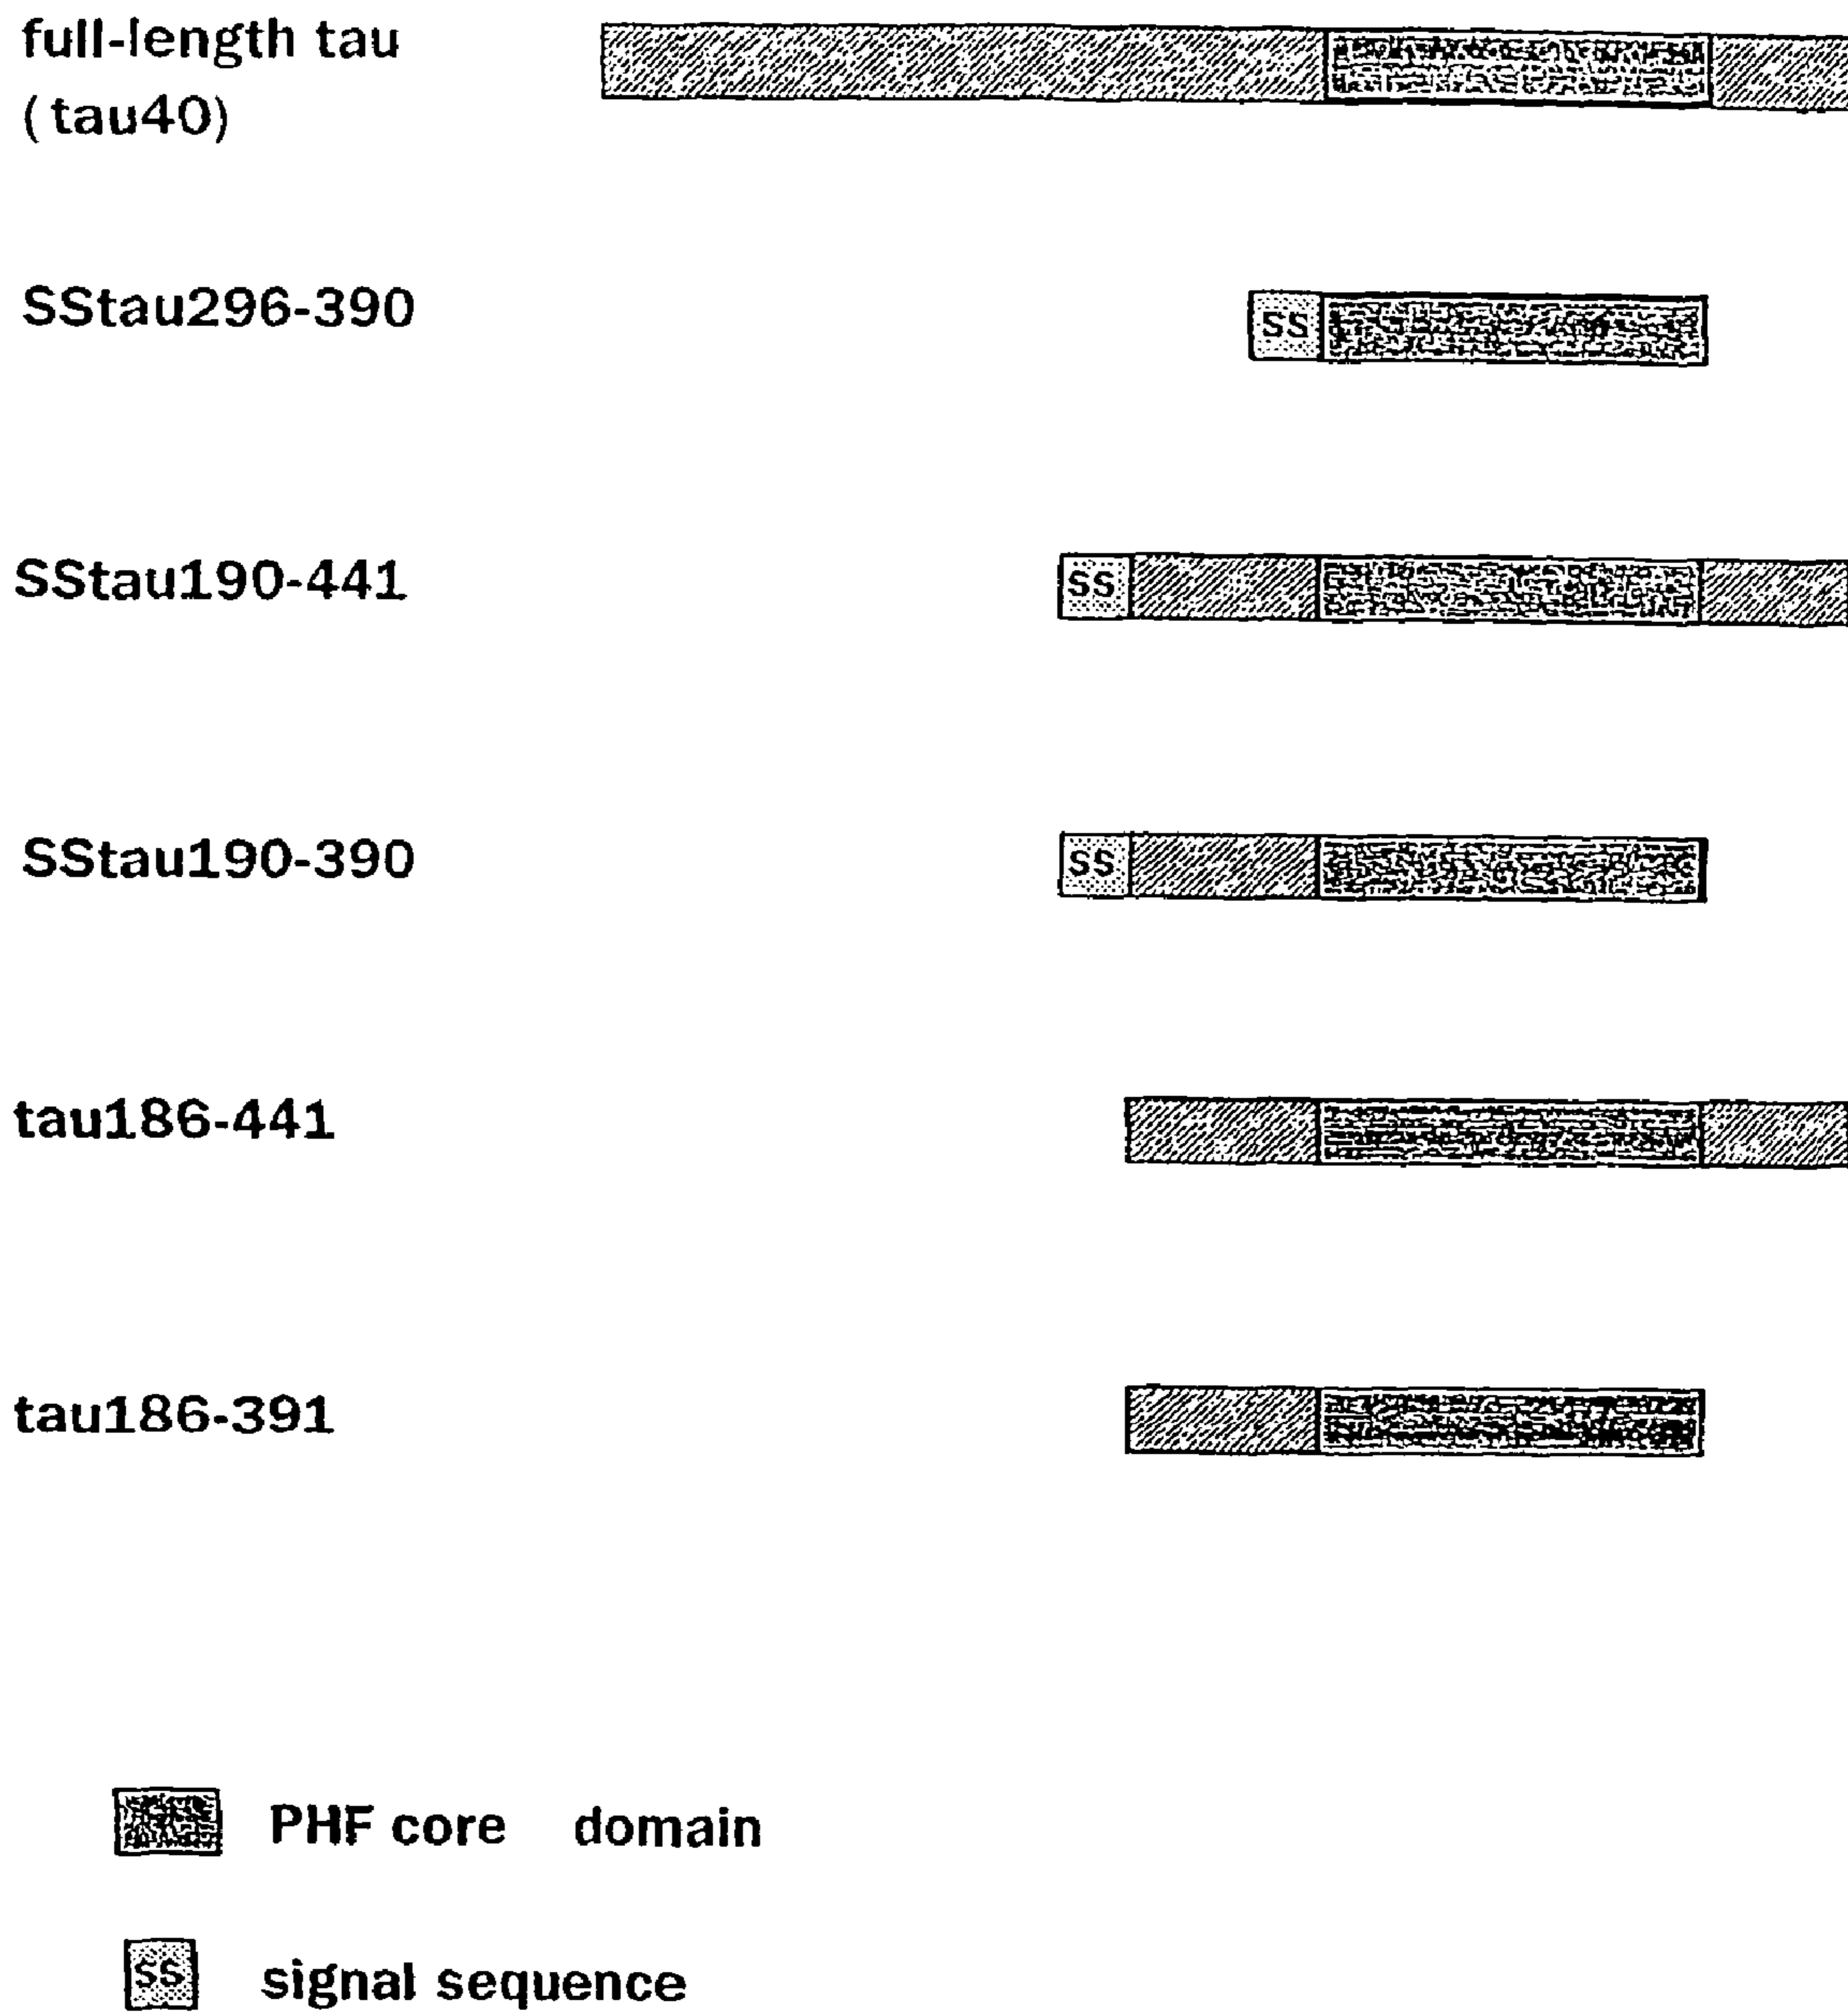 full-length tau
(tau40)
SStau296-390
SS
SStau190-441
SS
SStau190-390
SS
tau186-441
tau186-391
PHF core domain
SS
signal sequence